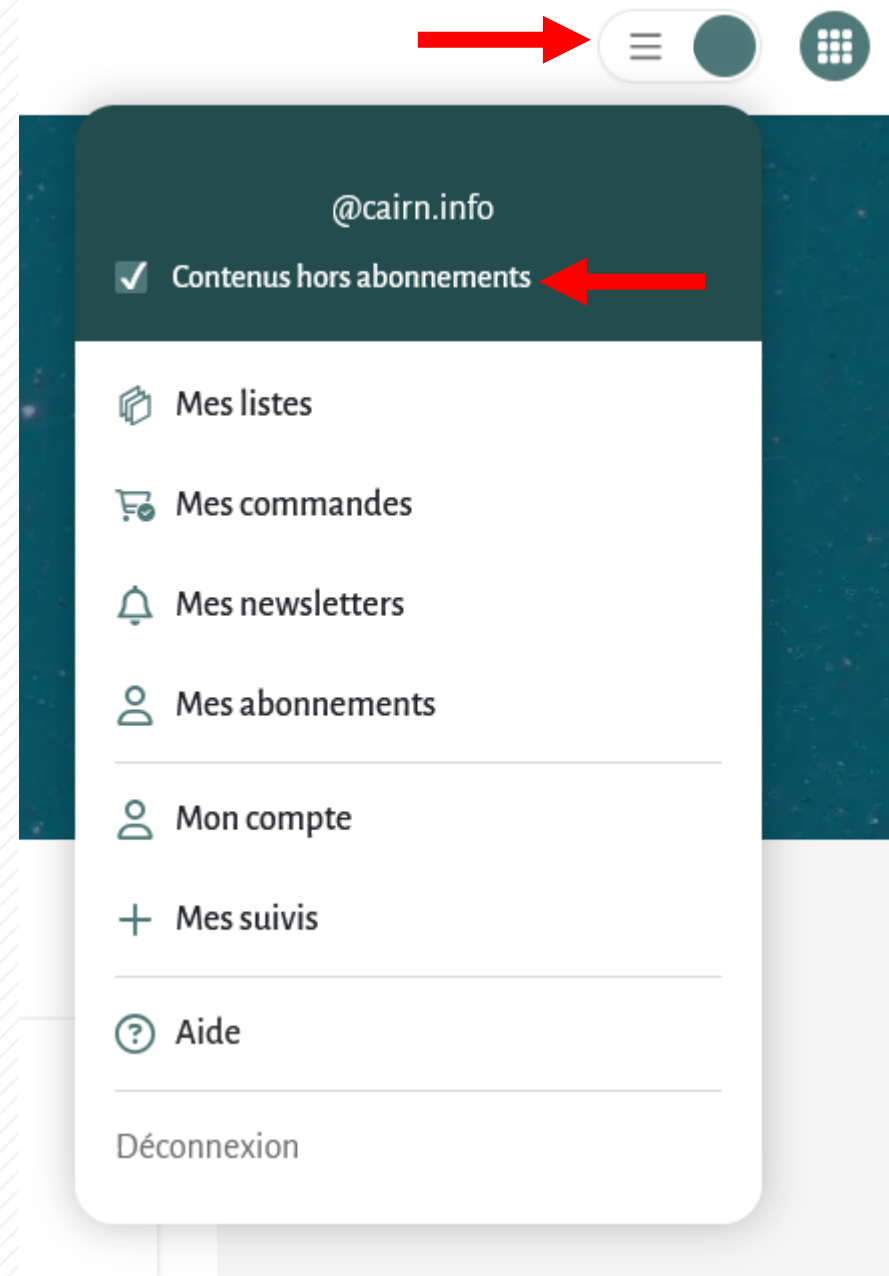 @cairn.info
Contenus hors abonnements
Mes listes
Mes commandes
Mes newsletters
Mes abonnements
Mon compte
Mes suivis
Aide
Déconnexion